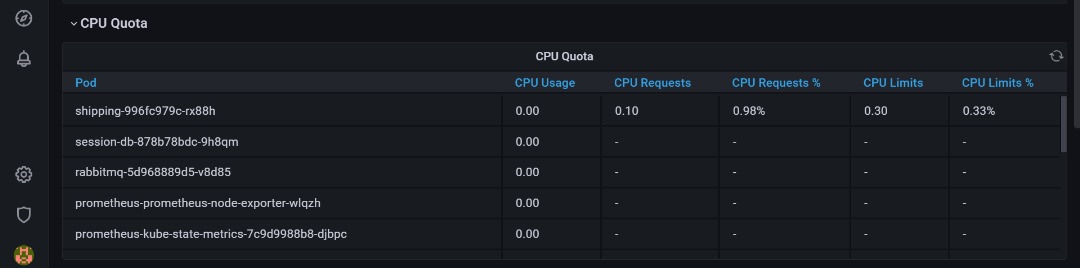 CPU Quota
CPU Quota
Pod CPU Usage CPU Requests CPU Requests % CPU Limits CPU Limits %
shipping-996fc979c-rx88h 0.00 0.10 0.98% 0.30 0.33%
session-db-878b78bdc-9h8qm 0.00 - - - -
rabbitmq-5d968889d5-v8d85 0.00 - - - -
prometheus-prometheus-node-exporter-wlqzh 0.00 - - - -
prometheus-kube-state-metrics-7c9d9988b8-djbpc 0.00 - - - -